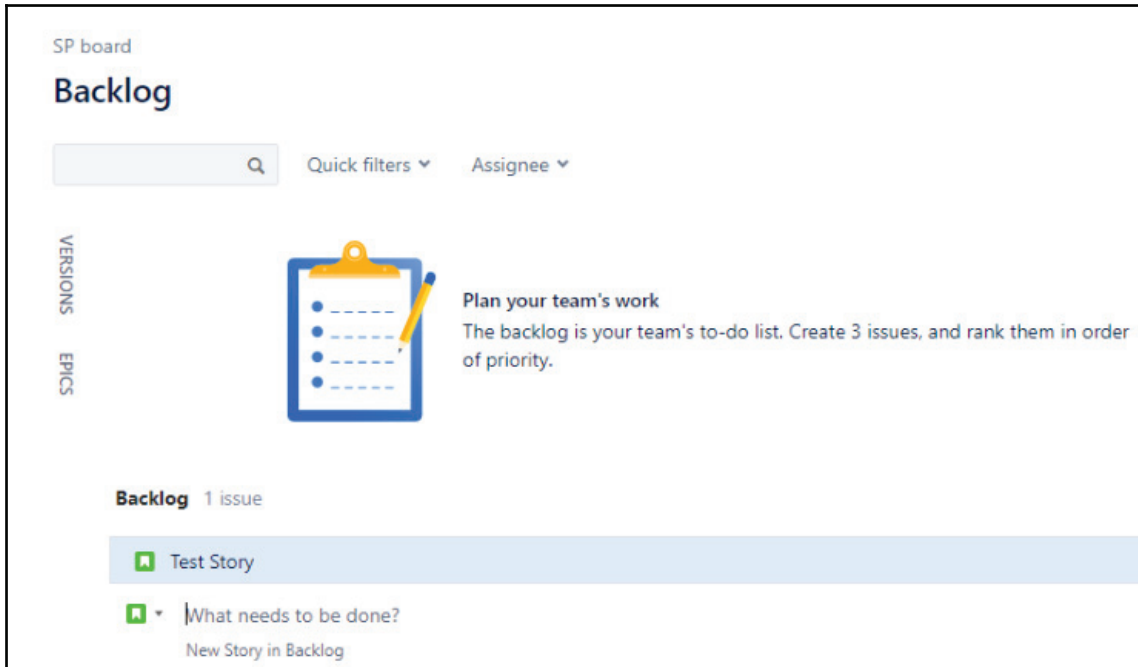 SP board
Backlog
Quick filters
Assignee
VERSIONS
EPICS
Plan your team's work
The backlog is your team's to-do list. Create 3 issues, and rank them in order
of priority.
Backlog 1 issue
Test Story
What needs to be done?
New Story in Backlog